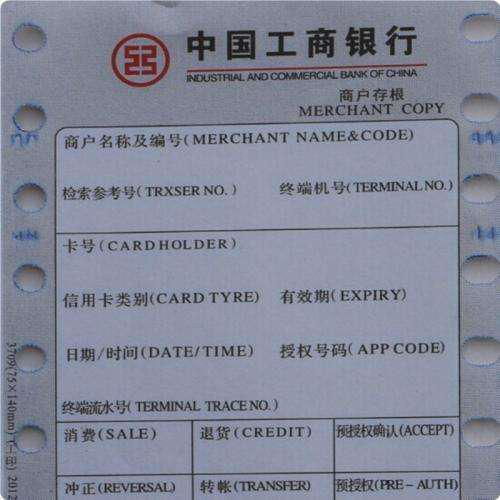 中国工商银行
INDUSTRIAL AND COMMERCIAL BANK OF CHINA
商户存根
MERCHANT COPY
商户名称及编号(MERCHANT NAME&CODE)
检索参考号(TRXSER NO.) 终端机号(TERMINAL NO.)
卡号(CARDHOLDER)
信用卡类别(CARD TYRE) 有效期(EXPIRY)
日期/时间(DATE/TIME) 授权号码(APP CODE)
终端流水号(TERMINAL TRACE NO.)
消费(SALE) 退货(CREDIT) 预授权确认(ACCEPT)
冲正(REVERSAL) 转帐(TRANSFER) 预授权(PRE-AUTH)